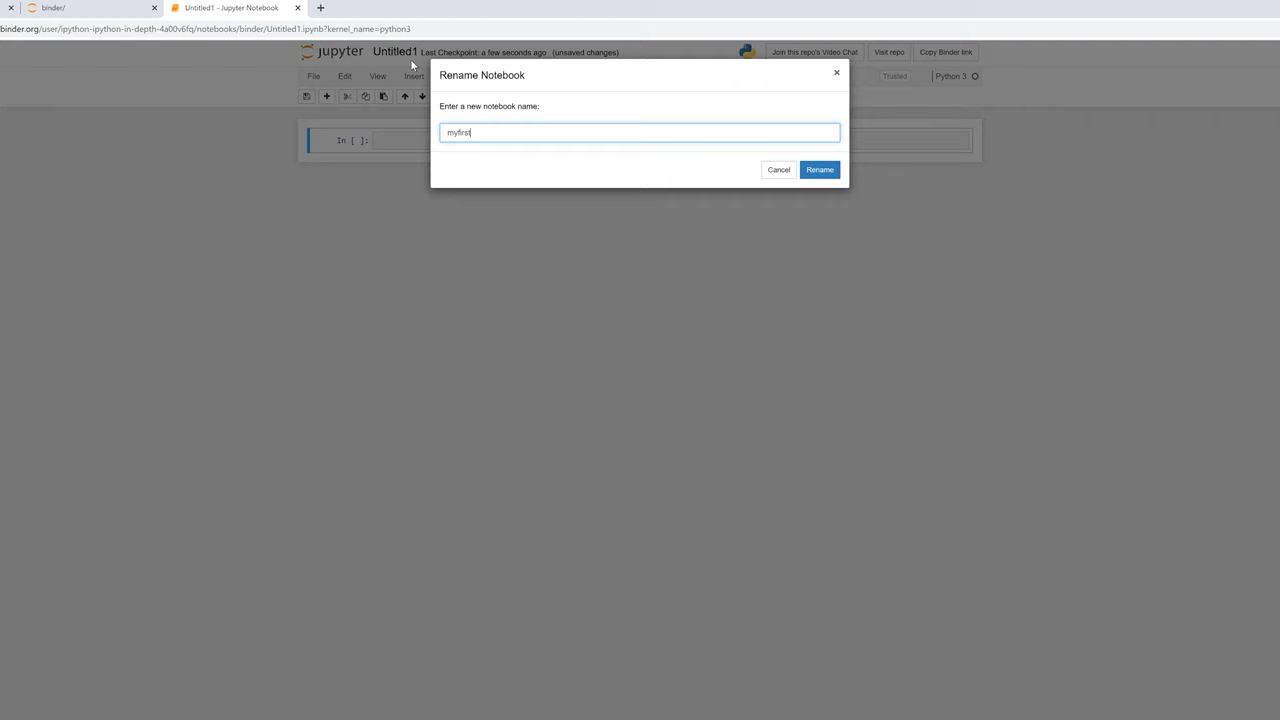 binder/
Untitled1 - Jupyter Notebook
binder.org/user/ipython-ipython-in-depth-4a00v6fq/notebooks/binder/Untitled1.ipynb?kernel_name=python3
jupyter Untitled1 Last Checkpoint: a few seconds ago (unsaved changes)
Join this repo's Video Chat Visit repo Copy Binder link
File Edit View Insert
Trusted Python 3
Rename Notebook
Enter a new notebook name:
myfirst
Cancel Rename
In [ ]: